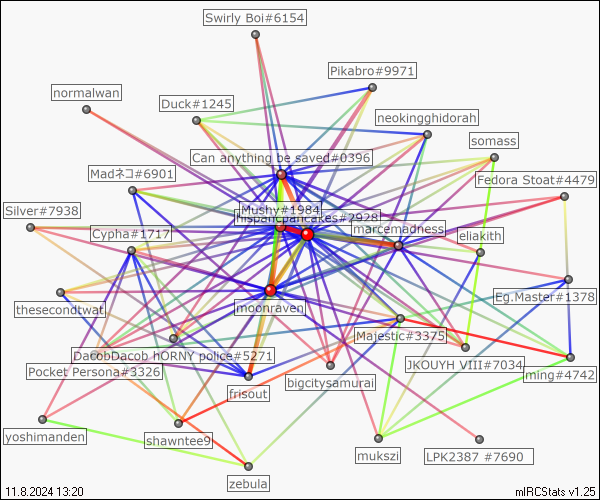 Swirly Boi#6154
Pikabro#9971
normalwan
Duck#1245
neokingghidorah
somass
Can anything be saved#0396
Madネコ#6901
Fedora Stoat#4479
Silver#7938
Mushy#1984
hispanicpancakes#2928
marcemadness
Cypha#1717
eliakith
Eg.Master#1378
thesecondtwat
moonraven
Majestic#3375
DacobDacob hORNY police#5271
JKOUYH VIII#7034
Pocket Persona#3326
ming#4742
frisout
bigcitysamurai
yoshimanden
shawntee9
mukszi
LPK2387 #7690
zebula
11.8.2024 13:20
mIRCStats v1.25